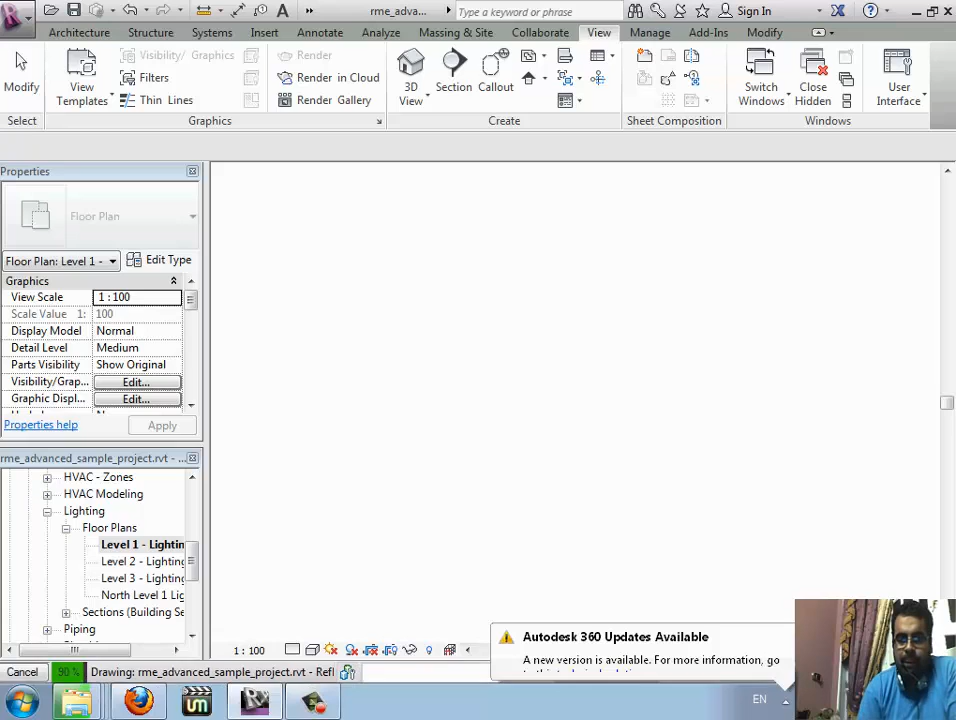 rme_adva...
Type a keyword or phrase
Sign In
Architecture Structure Systems Insert Annotate Analyze Massing & Site Collaborate View Manage Add-Ins Modify
Modify
View
Templates
Visibility/ Graphics
Filters
Thin Lines
Render
Render in Cloud
Render Gallery
3D
View
Section
Callout
Switch
Windows
Close
Hidden
User
Interface
Select
Graphics
Create
Sheet Composition
Windows
Properties
Floor Plan
Floor Plan: Level 1 -
Edit Type
Graphics
View Scale 1 : 100
Scale Value 1: 100
Display Model Normal
Detail Level Medium
Parts Visibility Show Original
Visibility/Grap... Edit...
Graphic Displ... Edit...
Properties help
Apply
rme_advanced_sample_project.rvt - ...
HVAC - Zones
HVAC Modeling
Lighting
Floor Plans
Level 1 - Lightin
Level 2 - Lighting
Level 3 - Lighting
North Level 1 Lig
Sections (Building Se
Piping
1 : 100
Autodesk 360 Updates Available
A new version is available. For more information, go
Cancel
90 %
Drawing: rme_advanced_sample_project.rvt - Refl
EN